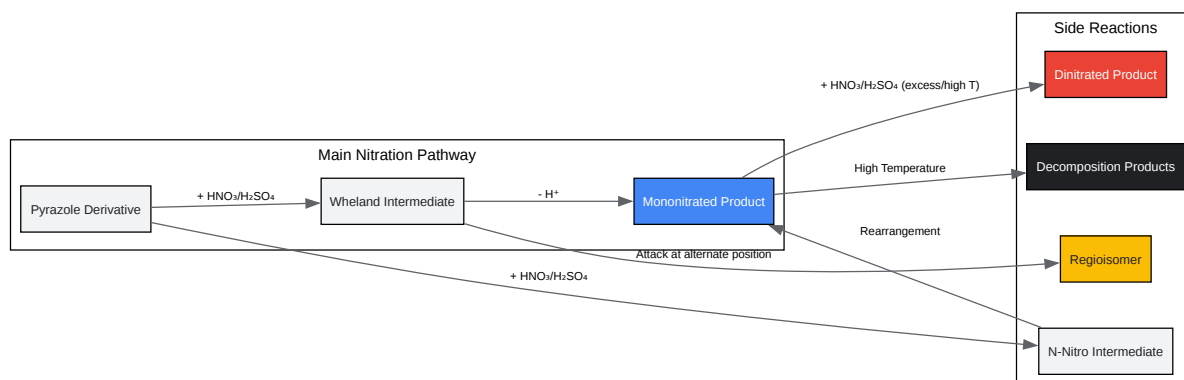 Side Reactions
Dinitrated Product
+ HNO₃/H₂SO₄ (excess/high T)
Main Nitration Pathway
Decomposition Products
High Temperature
Pyrazole Derivative
+ HNO₃/H₂SO₄
Wheland Intermediate
- H⁺
Mononitrated Product
Rearrangement
Attack at alternate position
Regioisomer
+ HNO₃/H₂SO₄
N-Nitro Intermediate